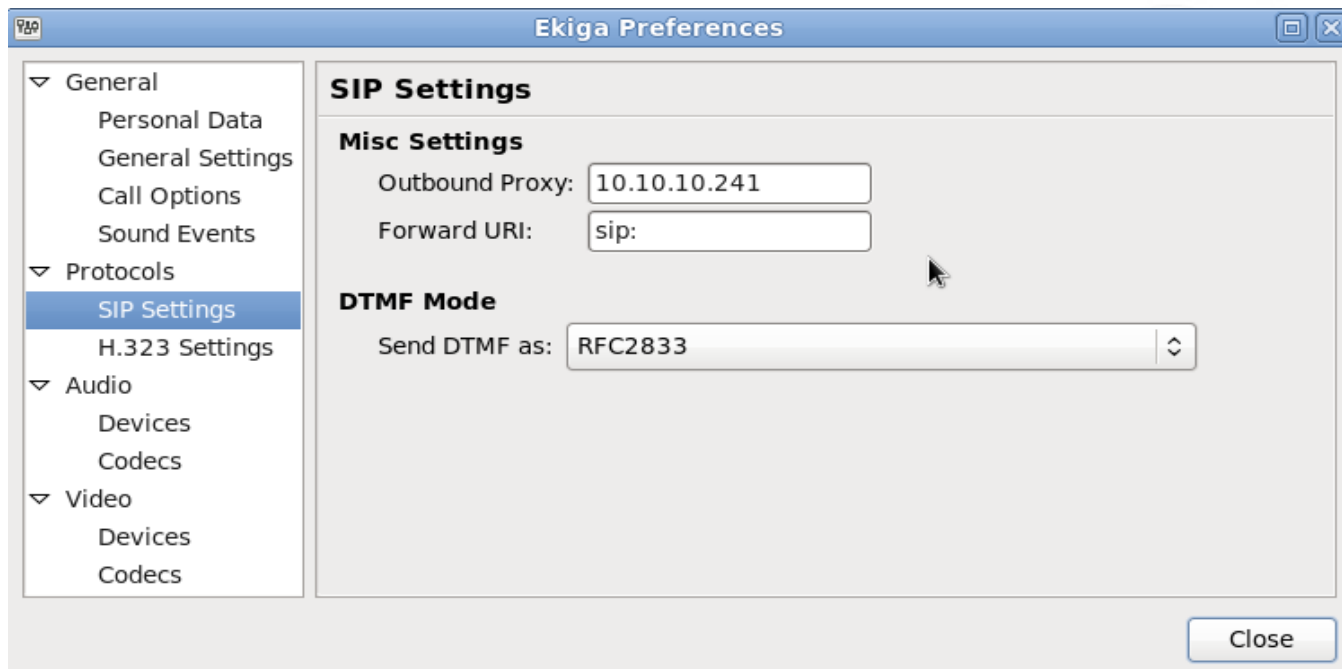 Ekiga Preferences
General
Personal Data
General Settings
Call Options
Sound Events
Protocols
SIP Settings
H.323 Settings
Audio
Devices
Codecs
Video
Devices
Codecs
SIP Settings
Misc Settings
Outbound Proxy: 10.10.10.241
Forward URI: sip:
DTMF Mode
Send DTMF as: RFC2833
Close